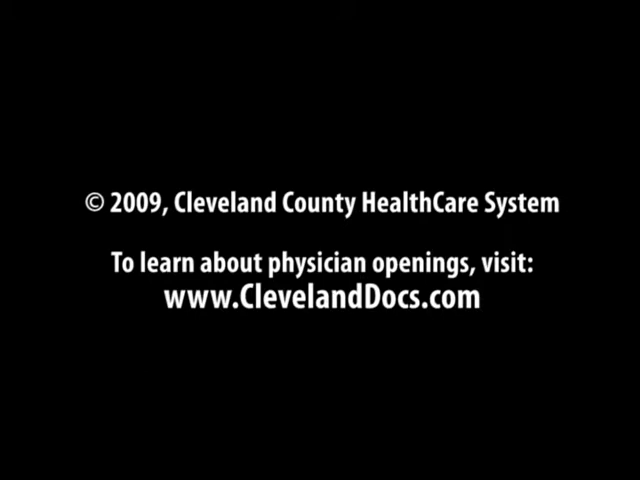 © 2009, Cleveland County HealthCare System
To learn about physician openings, visit:
www.ClevelandDocs.com